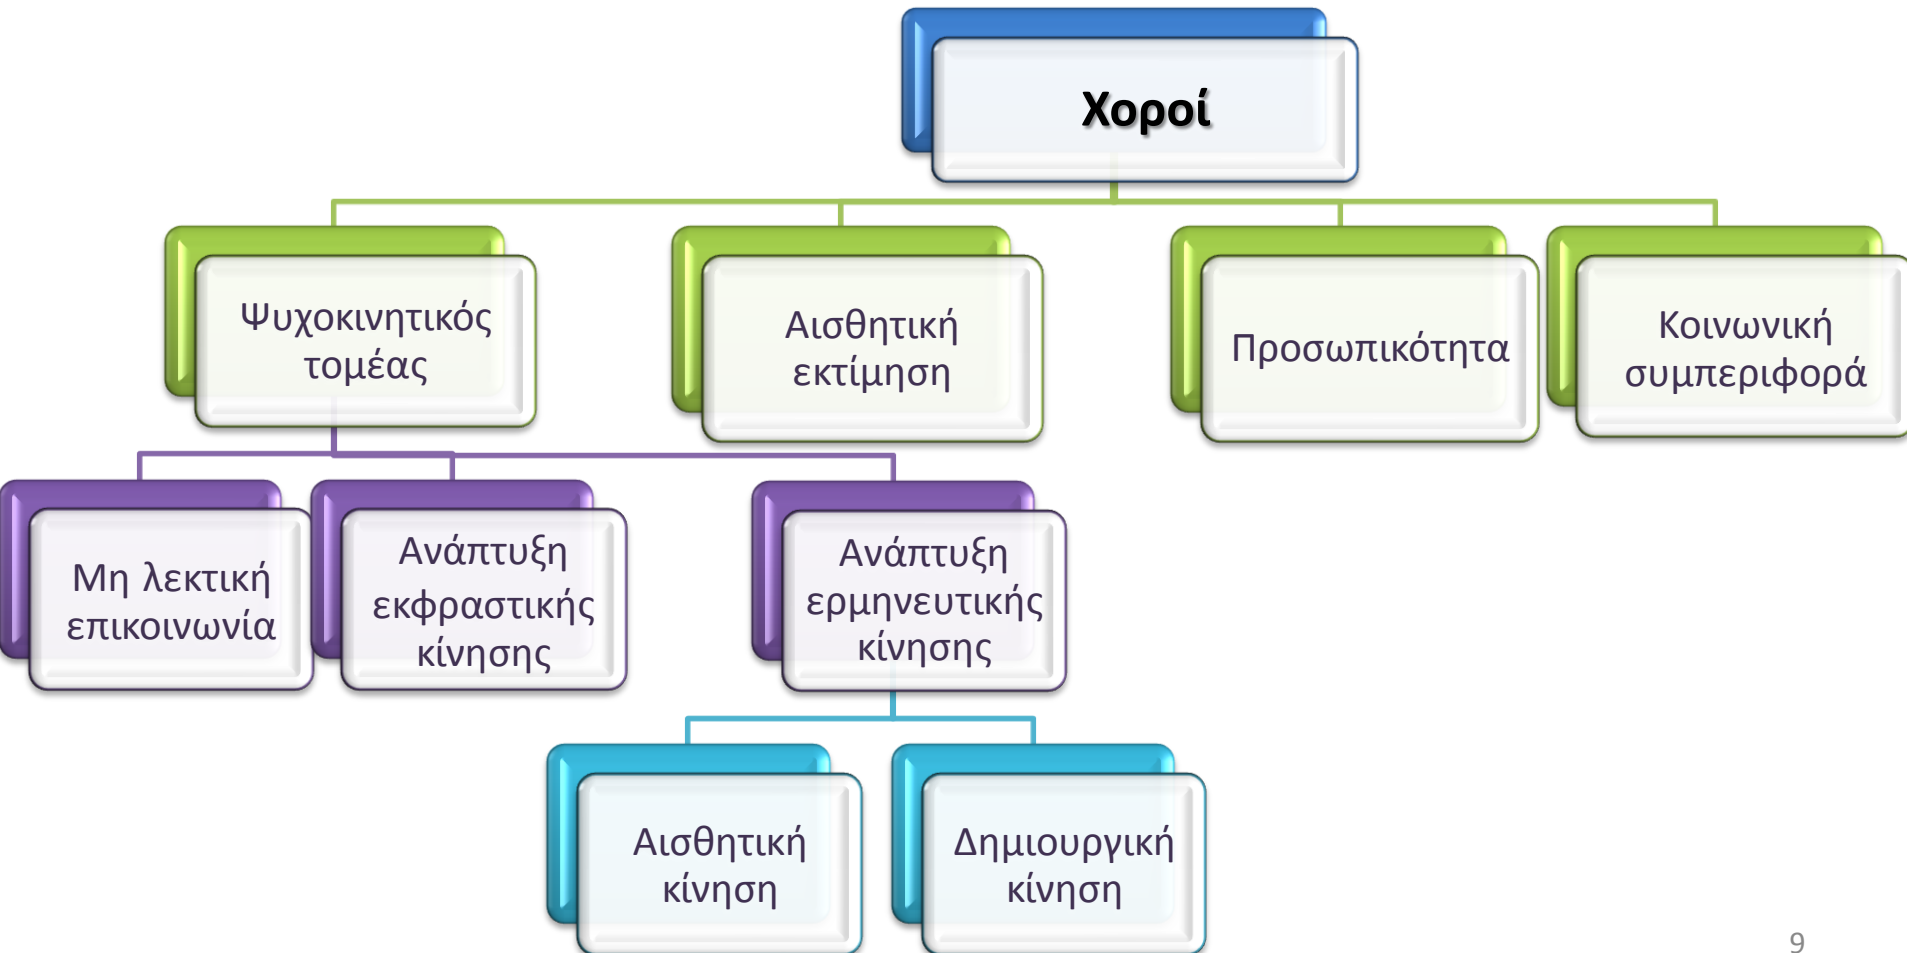 Χοροί
Ψυχοκινητικός
τομέας
Αισθητική
εκτίμηση
Προσωπικότητα
Κοινωνική
συμπεριφορά
Μη λεκτική
επικοινωνία
Ανάπτυξη
εκφραστικής
κίνησης
Ανάπτυξη
ερμηνευτικής
κίνησης
Αισθητική
κίνηση
Δημιουργική
κίνηση
9